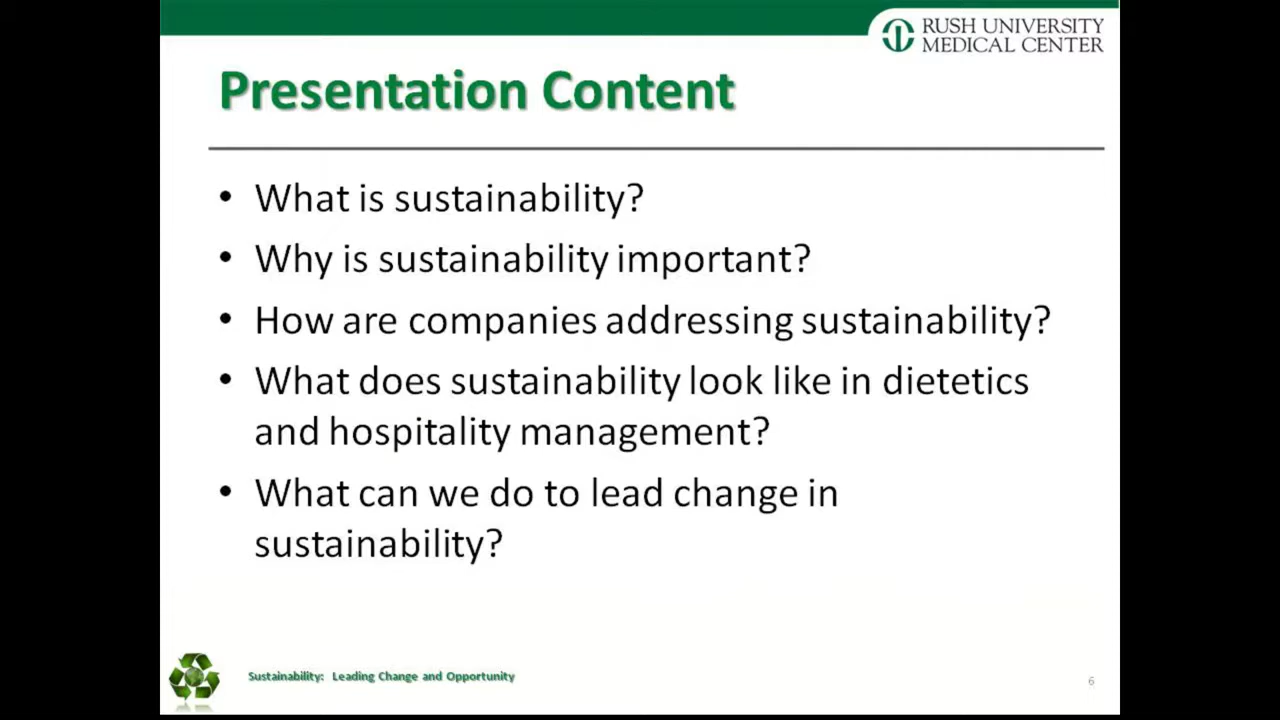 RUSH UNIVERSITY
MEDICAL CENTER
Presentation Content
• What is sustainability?
• Why is sustainability important?
• How are companies addressing sustainability?
• What does sustainability look like in dietetics
and hospitality management?
• What can we do to lead change in
sustainability?
Sustainability: Leading Change and Opportunity
6